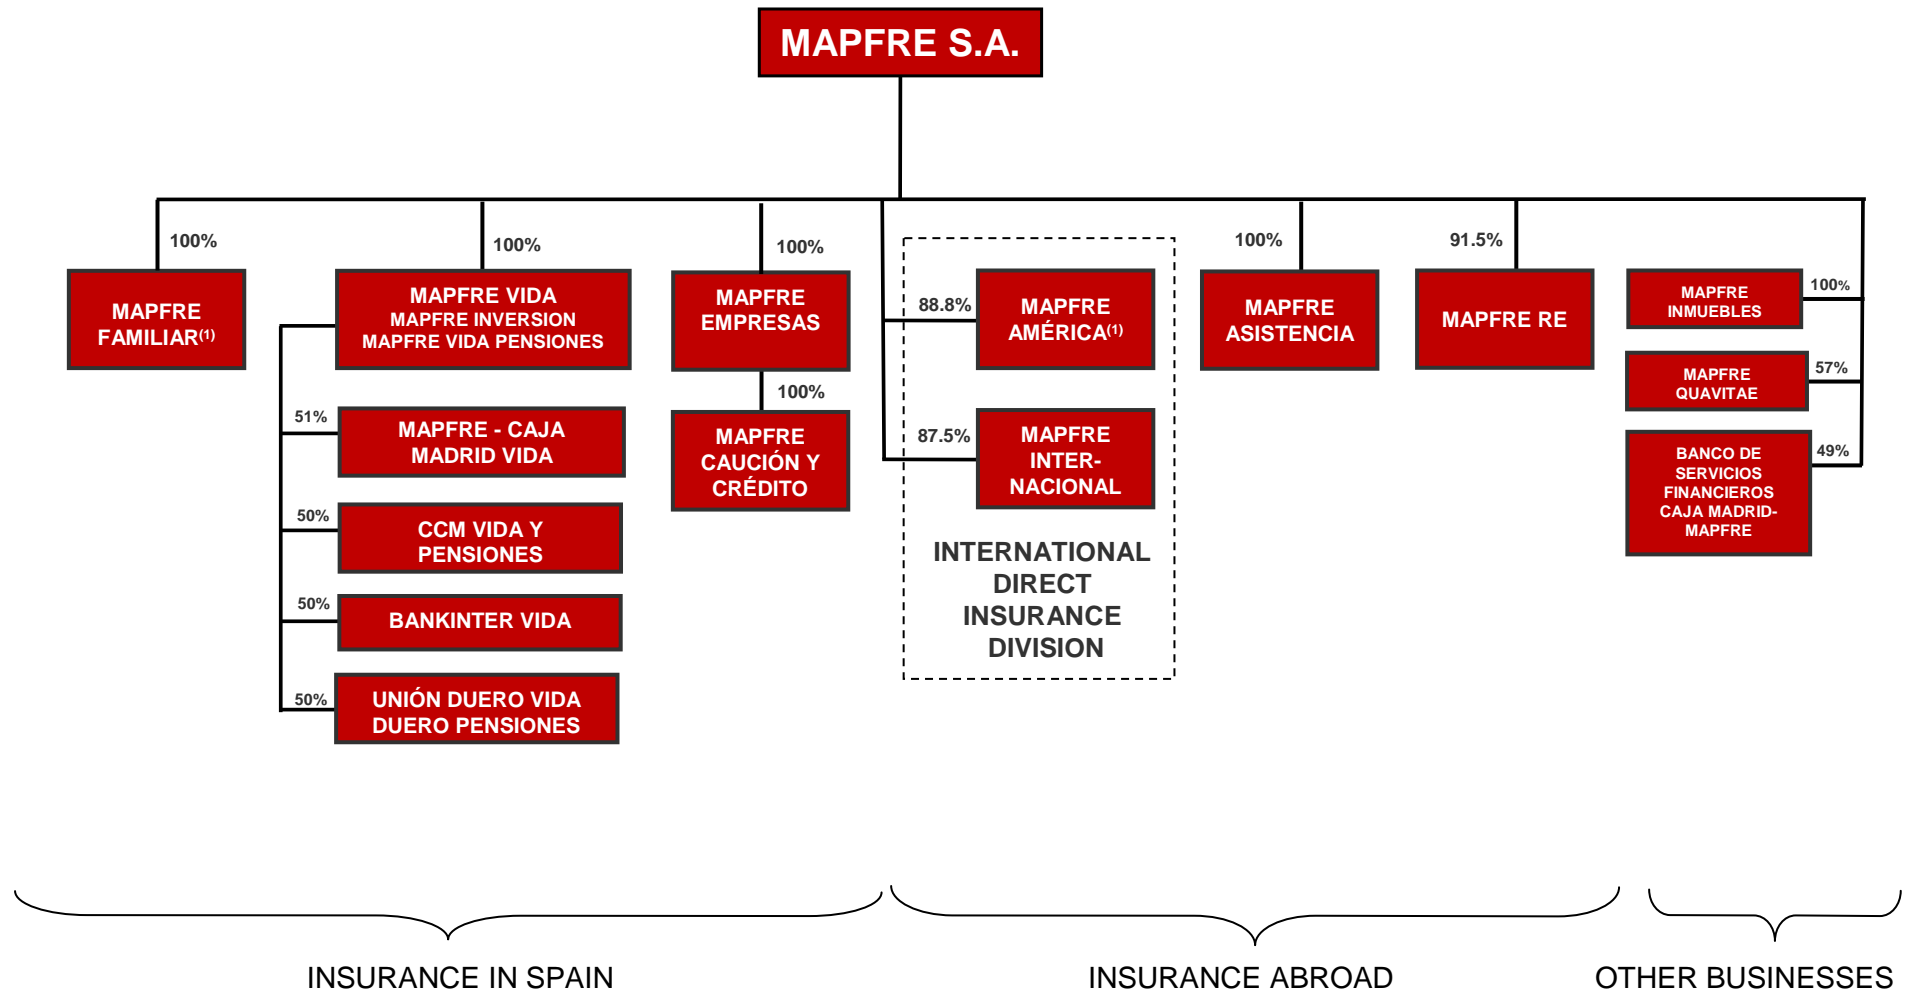 MAPFRE S.A.
100%
100%
100%
100%
91.5%
MAPFRE
FAMILIAR(1)
MAPFRE VIDA
MAPFRE INVERSION
MAPFRE VIDA PENSIONES
51%
MAPFRE - CAJA
MADRID VIDA
50%
CCM VIDA Y
PENSIONES
50%
BANKINTER VIDA
50%
UNIÓN DUERO VIDA
DUERO PENSIONES
MAPFRE
EMPRESAS
100%
MAPFRE
CAUCIÓN Y
CRÉDITO
88.8%
MAPFRE
AMÉRICA(1)
87.5%
MAPFRE
INTER-
NACIONAL
INTERNATIONAL
DIRECT
INSURANCE
DIVISION
MAPFRE
ASISTENCIA
MAPFRE RE
MAPFRE
INMUEBLES
100%
MAPFRE
QUAVITAE
57%
BANCO DE
SERVICIOS
FINANCIEROS
CAJA MADRID-
MAPFRE
49%
INSURANCE IN SPAIN
INSURANCE ABROAD
OTHER BUSINESSES